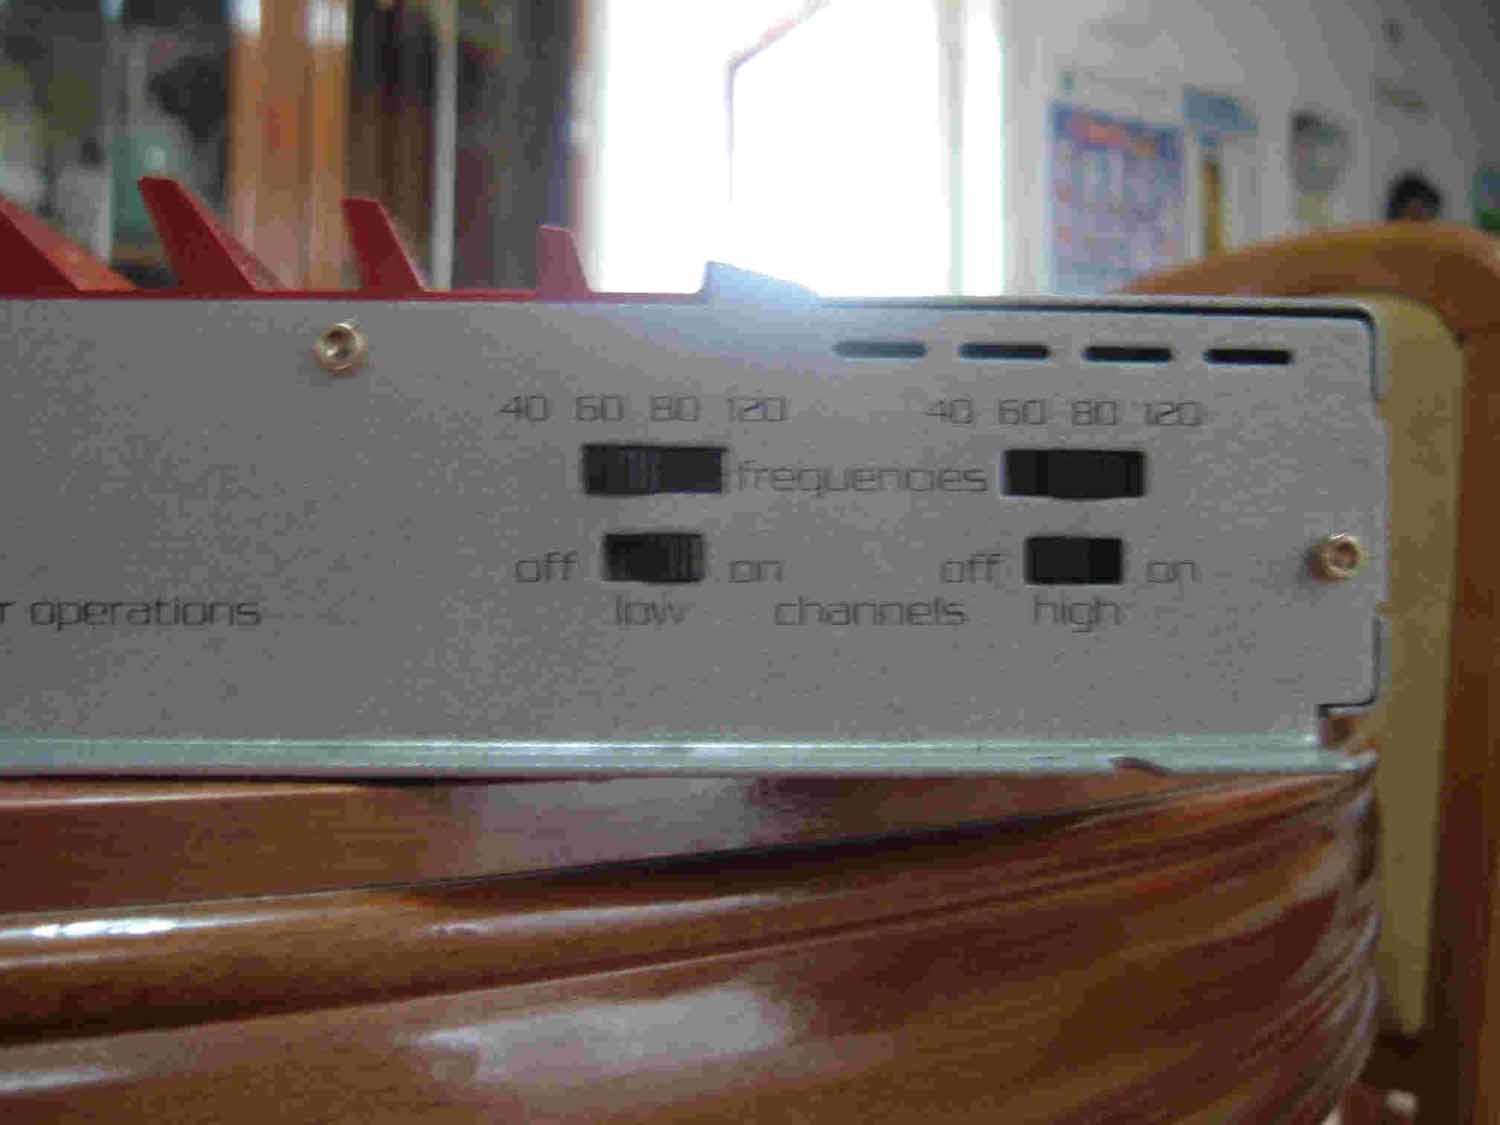 40 60 80 120 40 60 80 120
frequencies
off on off on
r operations low channels high